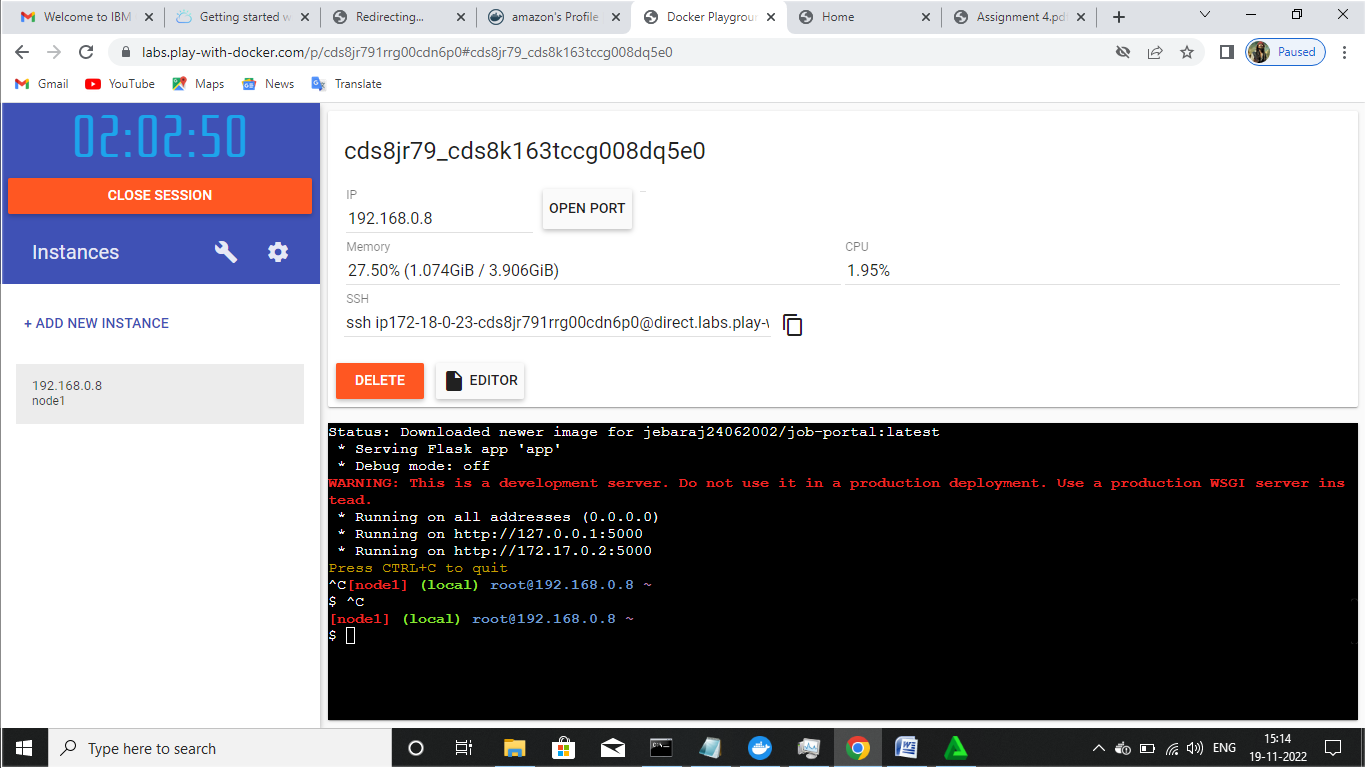 Welcome to IBM
Getting started w
Redirecting...
amazon's Profile
Docker Playgroun
Home
Assignment 4.pdf
labs.play-with-docker.com/p/cds8jr791rrg00cdn6p0#cds8jr79_cds8k163tccg008dq5e0
Paused
Gmail
YouTube
Maps
News
Translate
02:02:50
CLOSE SESSION
Instances
+ ADD NEW INSTANCE
192.168.0.8
node1
cds8jr79_cds8k163tccg008dq5e0
IP
192.168.0.8
OPEN PORT
Memory
27.50% (1.074GiB / 3.906GiB)
CPU
1.95%
SSH
ssh ip172-18-0-23-cds8jr791rrg00cdn6p0@direct.labs.play-w
DELETE
EDITOR
Status: Downloaded newer image for jebaraj24062002/job-portal:latest
* Serving Flask app 'app'
* Debug mode: off
WARNING: This is a development server. Do not use it in a production deployment. Use a production WSGI server ins
tead.
* Running on all addresses (0.0.0.0)
* Running on http://127.0.0.1:5000
* Running on http://172.17.0.2:5000
Press CTRL+C to quit
^C[node1] (local) root@192.168.0.8 ~
$ ^C
[node1] (local) root@192.168.0.8 ~
$
Type here to search
ENG
15:14
19-11-2022